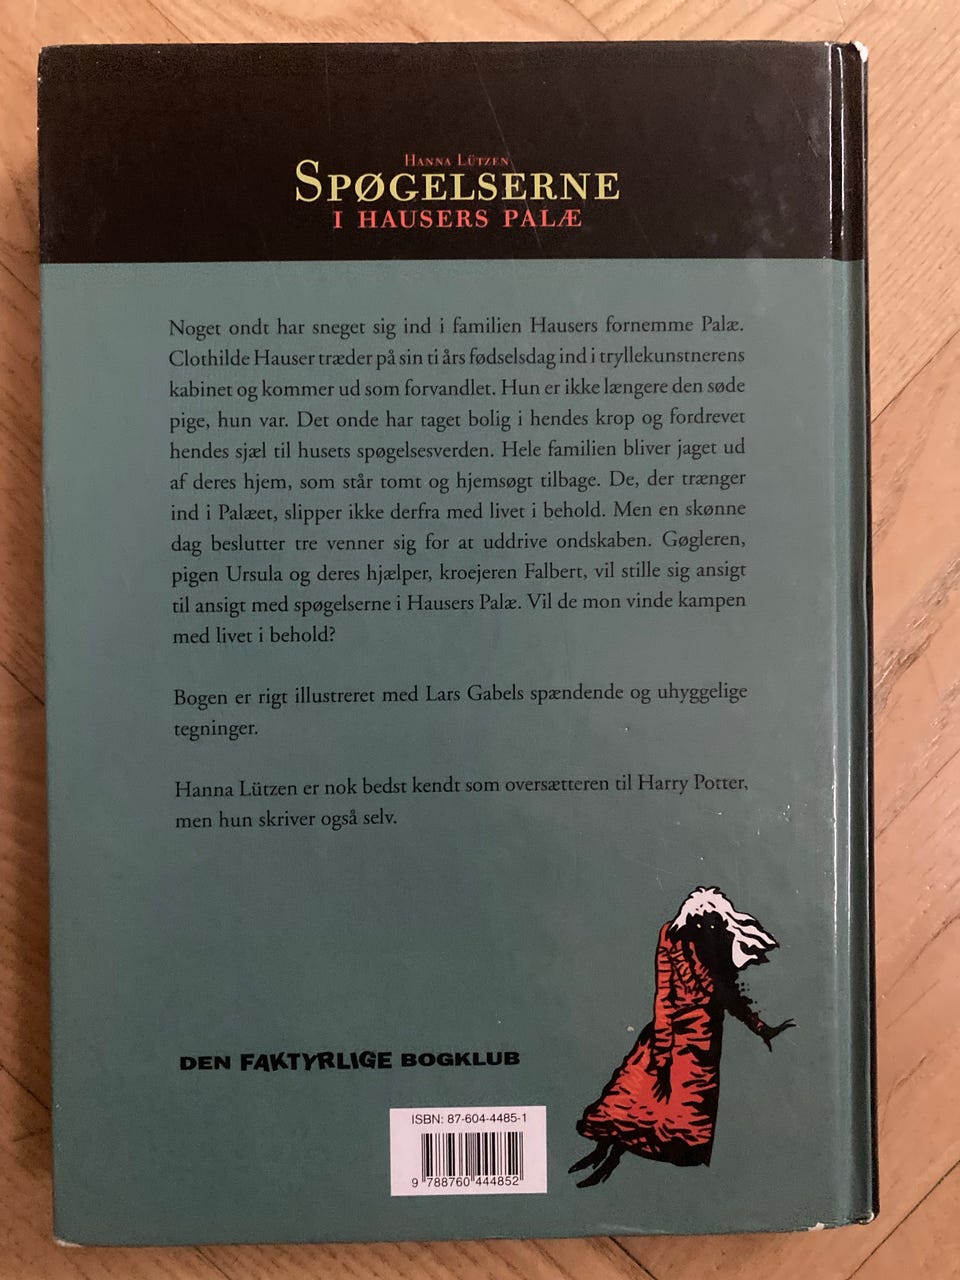 Hanna Lützen
Spøgelserne
i Hausers Palæ
Noget ondt har sneget sig ind i familien Hausers fornemme Palæ.
Clothilde Hauser træder på sin ti års fødselsdag ind i tryllekunstnerens
kabinet og kommer ud som forvandlet. Hun er ikke længere den søde
pige, hun var. Det onde har taget bolig i hendes krop og fordrevet
hendes sjæl til husets spøgelsesverden. Hele familien bliver jaget ud
af deres hjem, som står tomt og hjemsøgt tilbage. De, der trænger
ind i Palæet, slipper ikke derfra med livet i behold. Men en skønne
dag beslutter tre venner sig for at uddrive ondskaben. Gøgleren,
pigen Ursula og deres hjælper, kroejeren Falbert, vil stille sig ansigt
til ansigt med spøgelserne i Hausers Palæ. Vil de mon vinde kampen
med livet i behold?
Bogen er rigt illustreret med Lars Gabels spændende og uhyggelige
tegninger.
Hanna Lützen er nok bedst kendt som oversætteren til Harry Potter,
men hun skriver også selv.
DEN FAKTYRLIGE BOGKLUB
ISBN: 87-604-4485-1
9 788760 444852